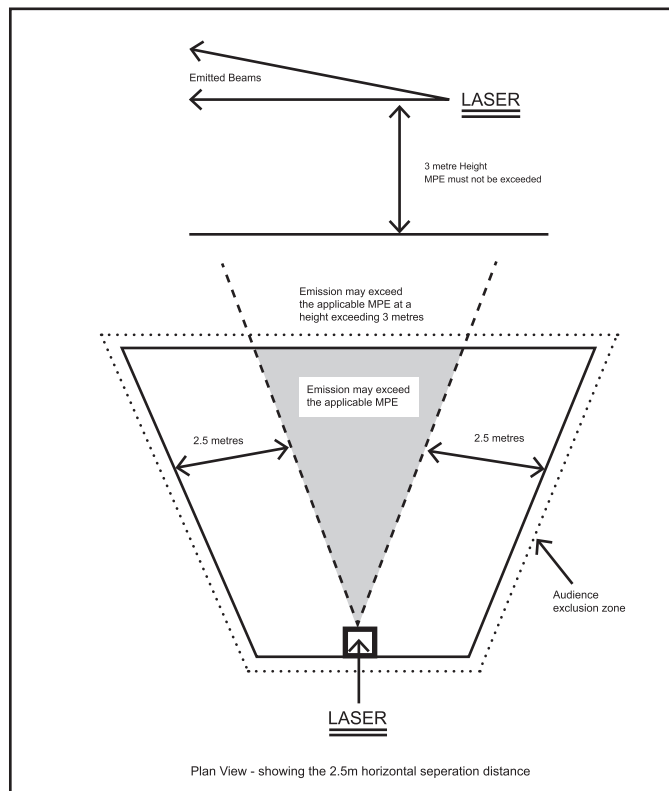 Emitted Beams
LASER
3 metre Height
MPE must not be exceeded
Emission may exceed
the applicable MPE at a
height exceeding 3 metres
Emission may exceed
the applicable MPE
2.5 metres
2.5 metres
Audience
exclusion zone
LASER
Plan View - showing the 2.5m horizontal seperation distance